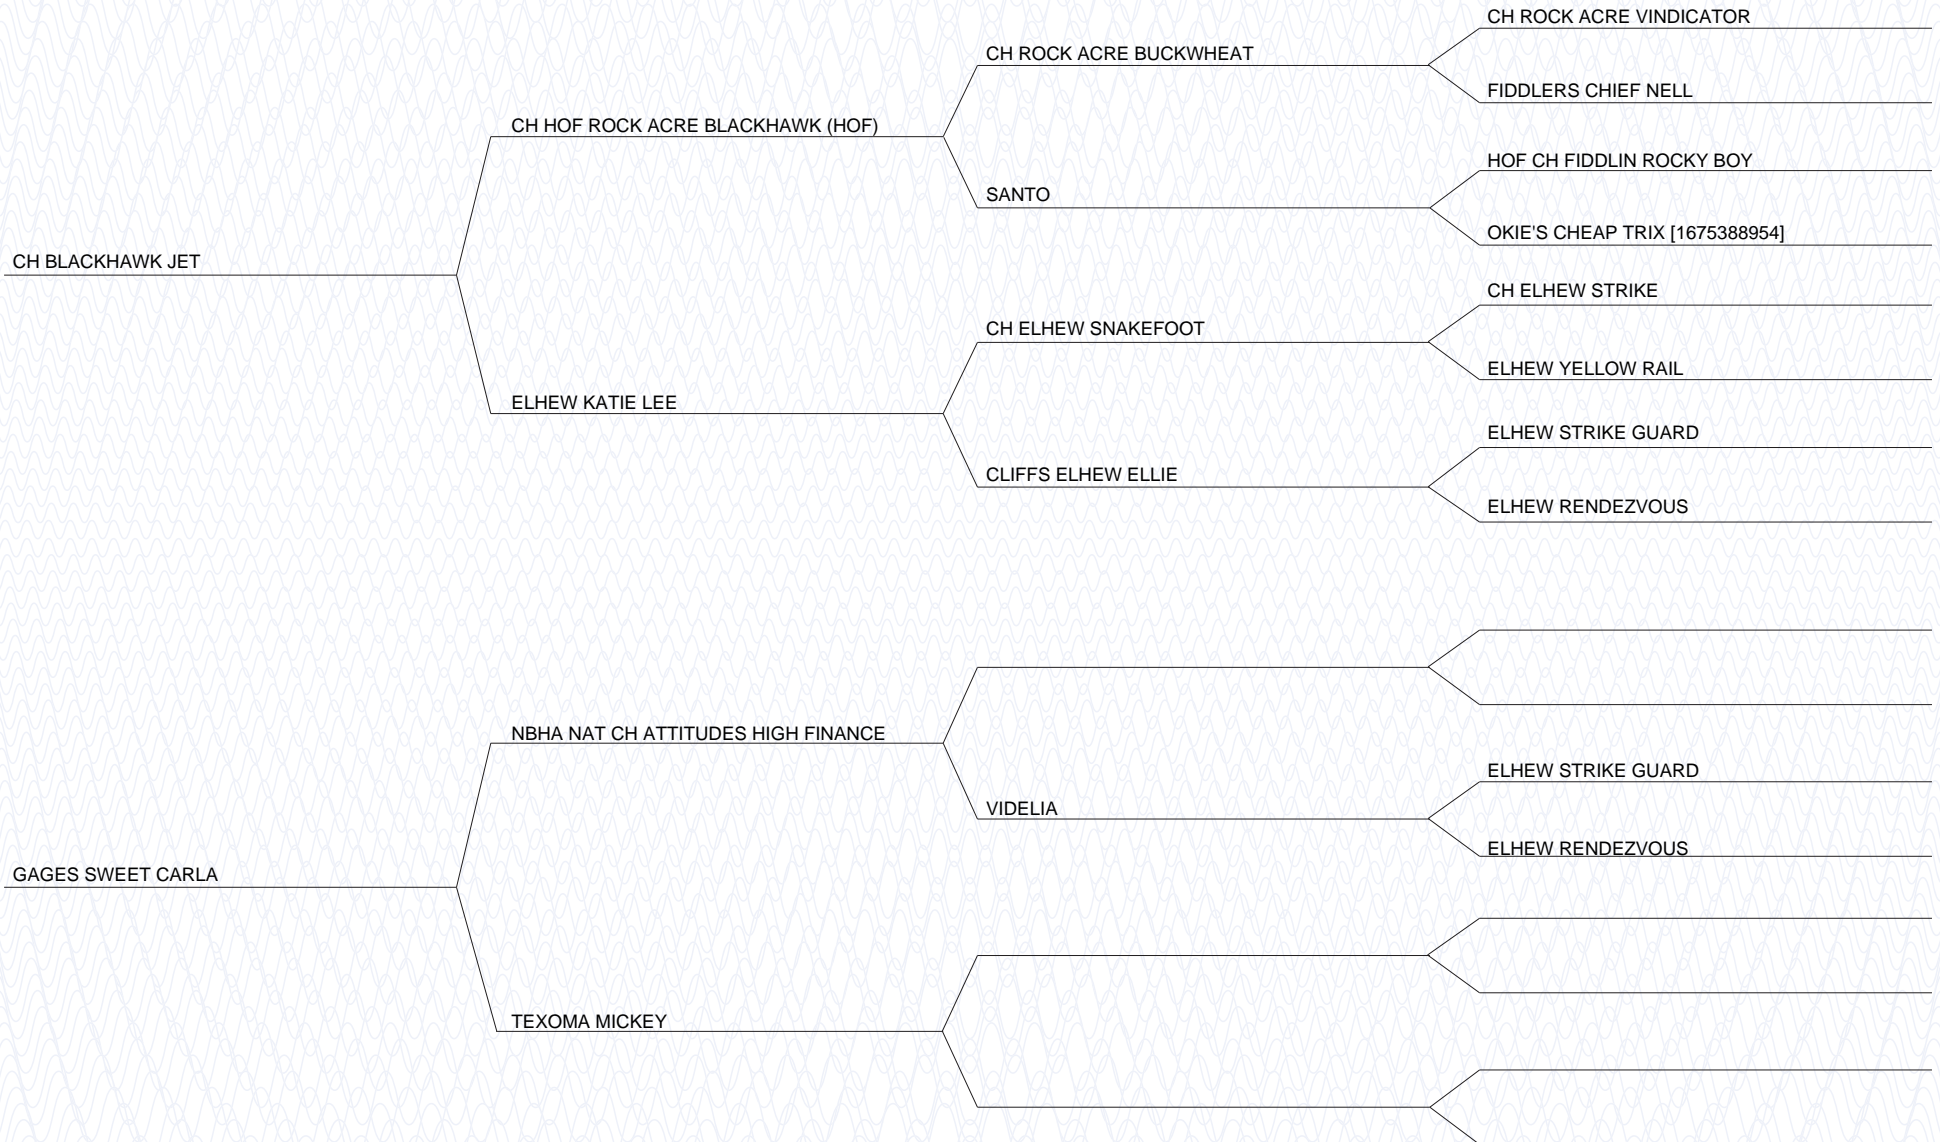 CH ROCK ACRE VINDICATOR
CH ROCK ACRE BUCKWHEAT
FIDDLERS CHIEF NELL
CH HOF ROCK ACRE BLACKHAWK (HOF)
HOF CH FIDDLIN ROCKY BOY
SANTO
OKIE'S CHEAP TRIX [1675388954]
CH BLACKHAWK JET
CH ELHEW STRIKE
CH ELHEW SNAKEFOOT
ELHEW YELLOW RAIL
ELHEW KATIE LEE
ELHEW STRIKE GUARD
CLIFFS ELHEW ELLIE
ELHEW RENDEZVOUS
NBHA NAT CH ATTITUDES HIGH FINANCE
ELHEW STRIKE GUARD
VIDELIA
ELHEW RENDEZVOUS
GAGES SWEET CARLA
TEXOMA MICKEY